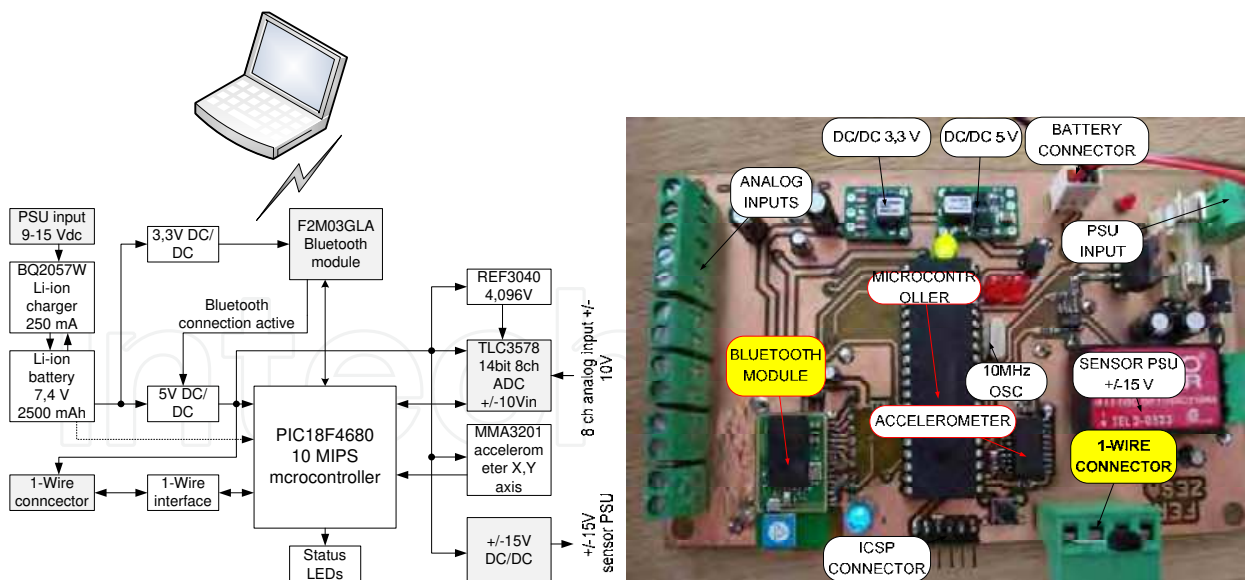 PSU input
9-15 Vdc
3,3V DC/
DC
F2M03GLA
Bluetooth
module
BQ2057W
Li-ion
charger
250 mA
Bluetooth
connection active
REF3040
4,096V
Li-ion
battery
7,4 V
2500 mAh
5V DC/
DC
TLC3578
14bit 8ch
ADC
+/-10Vin
8 ch analog input +/-
10V
PIC18F4680
10 MIPS
mcrocontroller
MMA3201
accelerom
eter X,Y
axis
1-Wire
conncector
1-Wire
interface
+/-15V
DC/DC
+/-15V
sensor PSU
Status
LEDs
InTech
DC/DC 3,3 V
DC/DC 5 V
BATTERY
CONNECTOR
ANALOG
INPUTS
PSU
INPUT
MICROCONTR
OLLER
BLUETOOTH
MODULE
10MHz
OSC
SENSOR PSU
+/-15 V
ACCELEROMETER
1-WIRE
CONNECTOR
ICSP
CONNECTOR